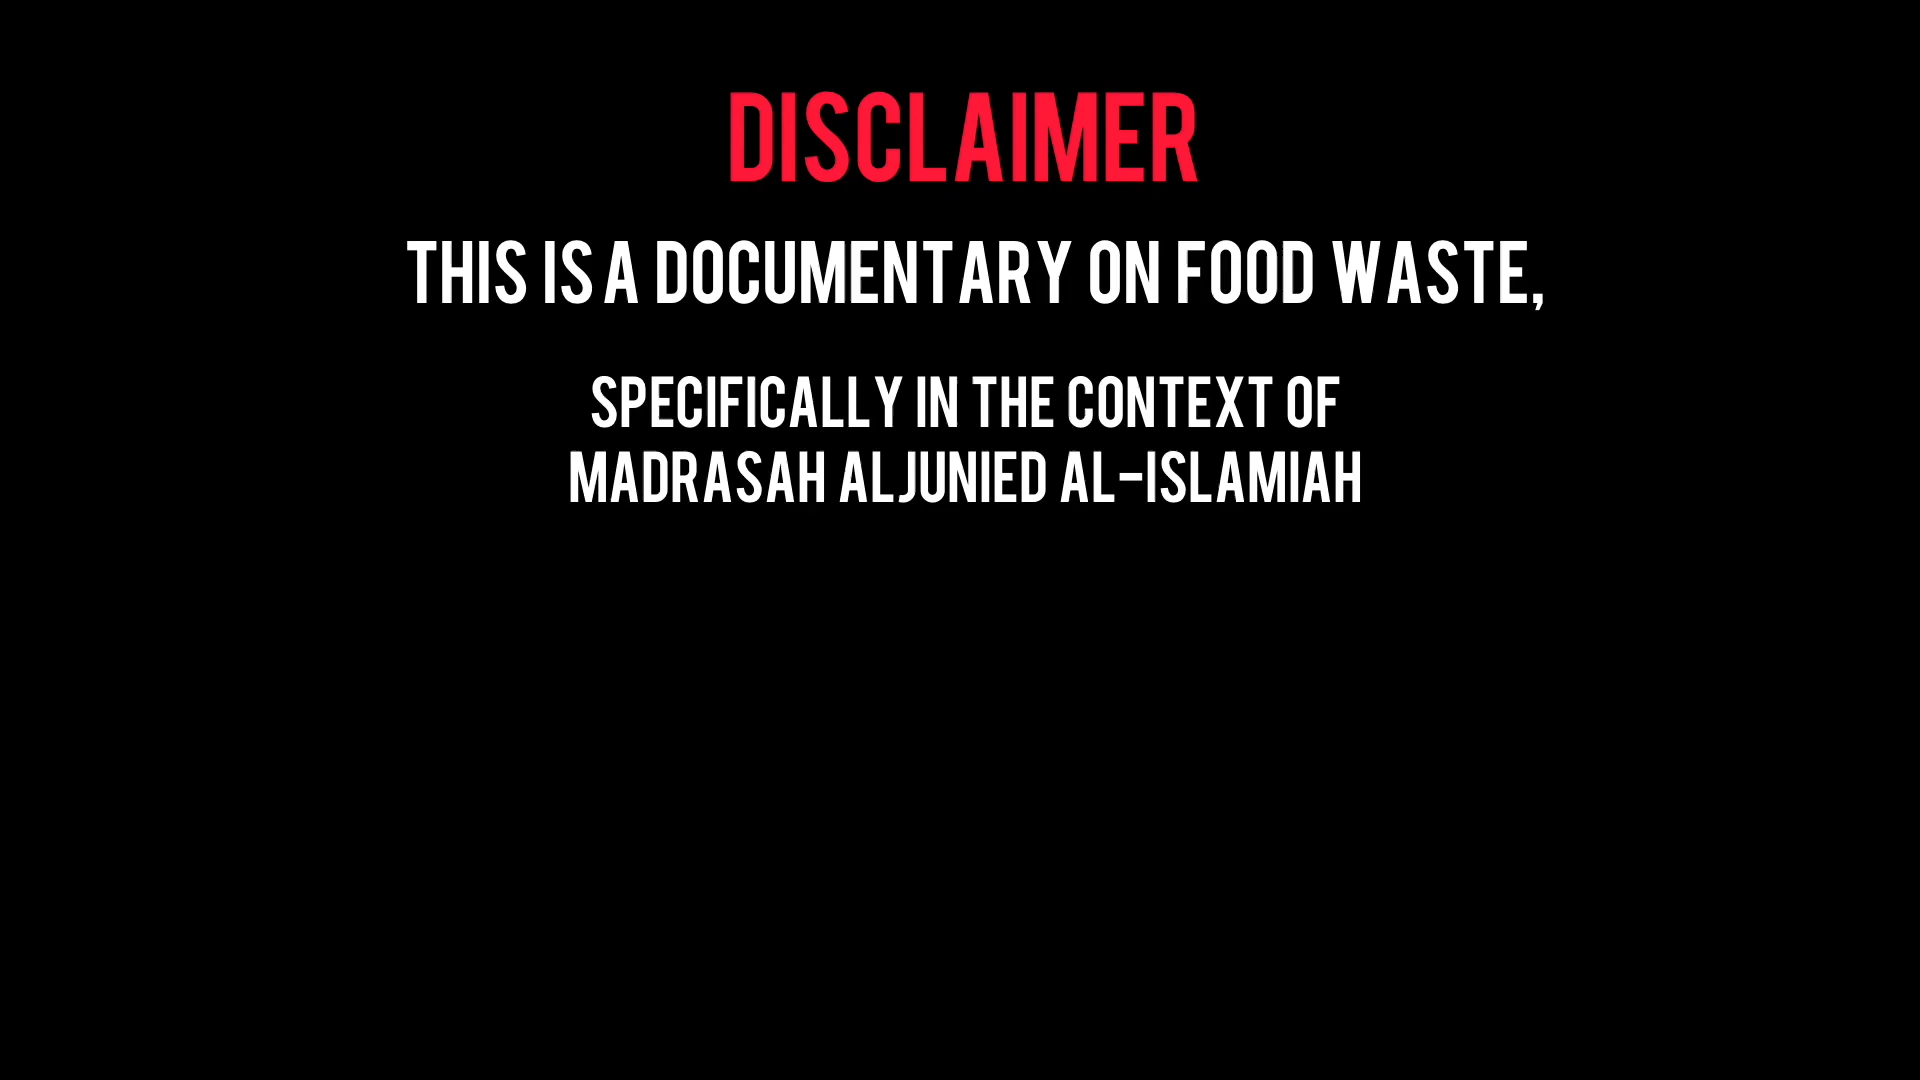 DISCLAIMER
THIS IS A DOCUMENTARY ON FOOD WASTE,
SPECIFICALLY IN THE CONTEXT OF
MADRASAH ALJUNIED AL-ISLAMIAH